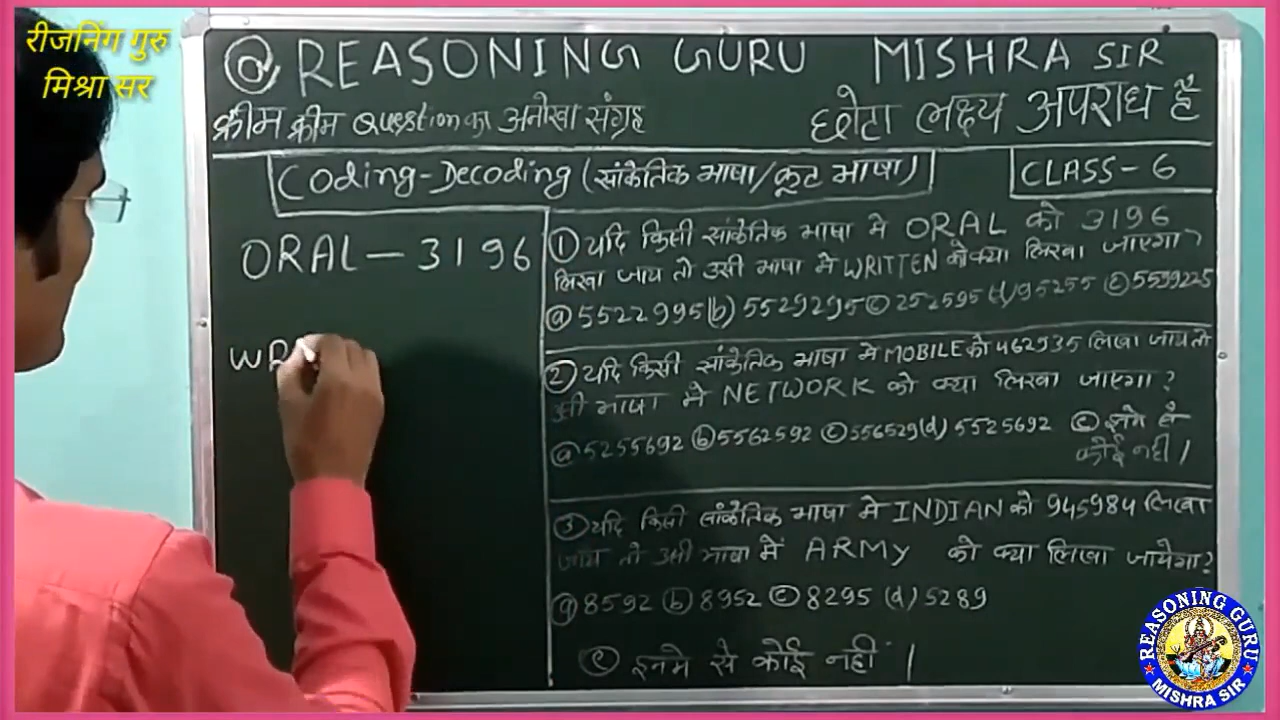 रीजनिंग गुरु
मिश्रा सर
@ REASONING GURU MISHRA SIR
क्रीम क्रीम Question का अनोखा संग्रह छोटा लक्ष्य अपराध है
Coding-Decoding (सांकेतिक भाषा/कूट भाषा) CLASS-6
ORAL - 3196
WR
① यदि किसी सांकेतिक भाषा मे ORAL को 3196
लिखा जाय तो उसी भाषा मे WRITTEN को क्या लिखा जाएगा?
ⓐ 5522995 (b) 5529295 ⓒ 252595 (d) 95255 ⓔ 5599225
② यदि किसी सांकेतिक भाषा मे MOBILE को 462935 लिखा जाय तो
उसी भाषा मे NETWORK को क्या लिखा जाएगा?
ⓐ 5255692 ⓑ 5562592 ⓒ 556529 (d) 5525692 ⓔ इनमे से
कोई नहीं।
③ यदि किसी सांकेतिक भाषा मे INDIAN को 945984 लिखा
जाय तो उसी भाषा में ARMY को क्या लिखा जायेगा?
ⓐ 8592 ⓑ 8952 ⓒ 8295 (d) 5289
ⓔ इनमे से कोई नही।
REASONING GURU
MISHRA SIR